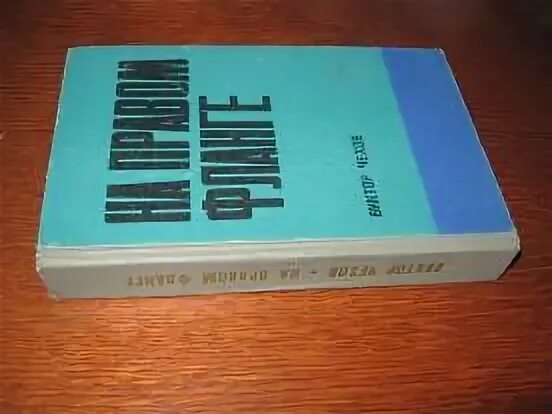 НА ПРАВОМ
ФЛАНГЕ
ВИКТОР ЧЕХОВ
ВИКТОР ЧЕХОВ • НА ПРАВОМ ФЛАНГЕ